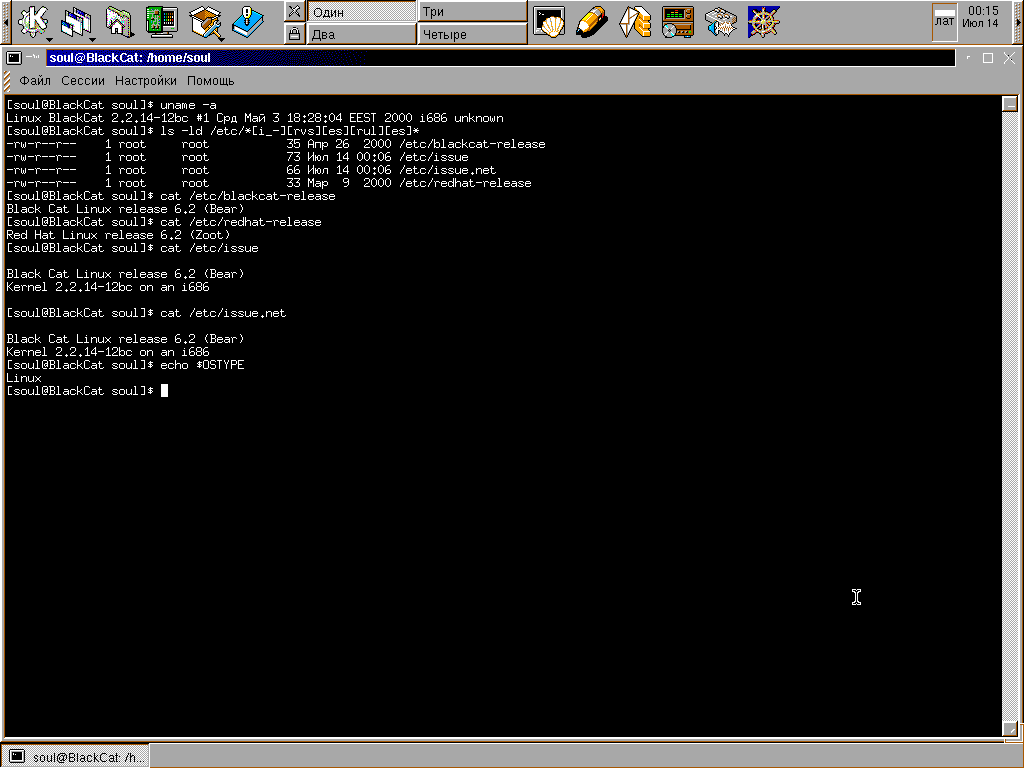 Один
Три
Два
Четыре
лат
00:15
Июл 14
soul@BlackCat: /home/soul
Файл Сессии Настройки Помощь
[soul@BlackCat soul]$ uname -a
Linux BlackCat 2.2.14-12bc #1 Срд Май 3 18:28:04 EEST 2000 i686 unknown
[soul@BlackCat soul]$ ls -ld /etc/*[i_-][rvs][es][rul][es]*
-rw-r--r--    1 root     root           35 Апр 26  2000 /etc/blackcat-release
-rw-r--r--    1 root     root           73 Июл 14 00:06 /etc/issue
-rw-r--r--    1 root     root           66 Июл 14 00:06 /etc/issue.net
-rw-r--r--    1 root     root           33 Мар  9  2000 /etc/redhat-release
[soul@BlackCat soul]$ cat /etc/blackcat-release
Black Cat Linux release 6.2 (Bear)
[soul@BlackCat soul]$ cat /etc/redhat-release
Red Hat Linux release 6.2 (Zoot)
[soul@BlackCat soul]$ cat /etc/issue
Black Cat Linux release 6.2 (Bear)
Kernel 2.2.14-12bc on an i686
[soul@BlackCat soul]$ cat /etc/issue.net
Black Cat Linux release 6.2 (Bear)
Kernel 2.2.14-12bc on an i686
[soul@BlackCat soul]$ echo $OSTYPE
Linux
[soul@BlackCat soul]$
soul@BlackCat: /h...